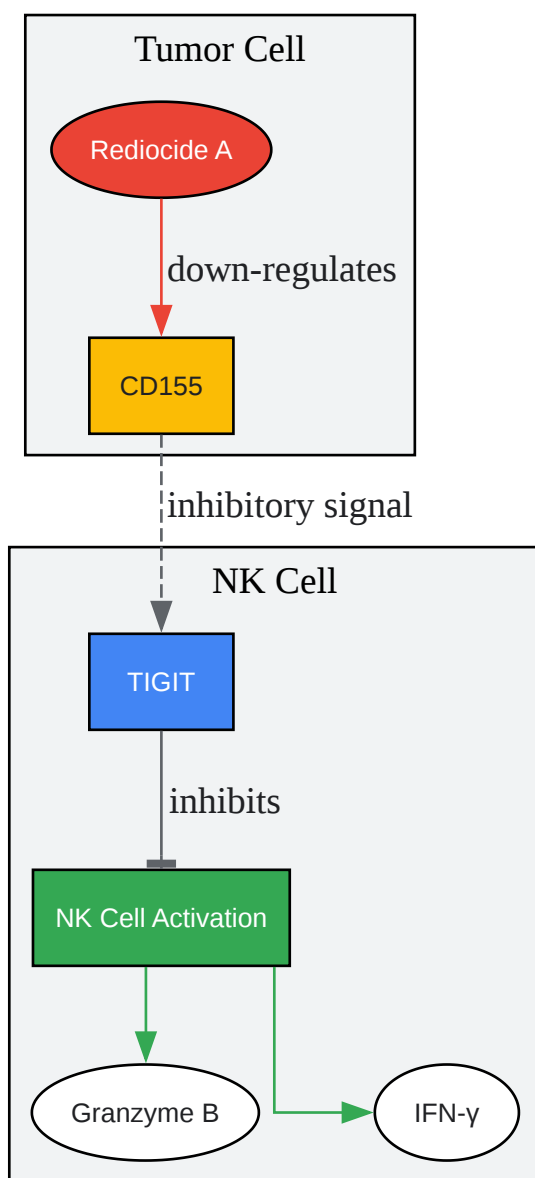 Tumor Cell
Rediocide A
down-regulates
CD155
inhibitory signal
NK Cell
TIGIT
inhibits
NK Cell Activation
Granzyme B
IFN-γ